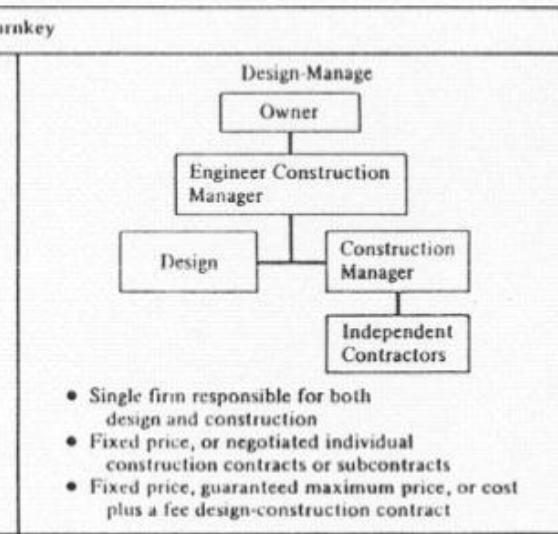 Design-Manage
Owner
Engineer Construction
Manager
Design
Construction
Manager
Independent
Contractors
• Single firm responsible for both
design and construction
• Fixed price, or negotiated individual
construction contracts or subcontracts
• Fixed price, guaranteed maximum price, or cost
plus a fee design-construction contract